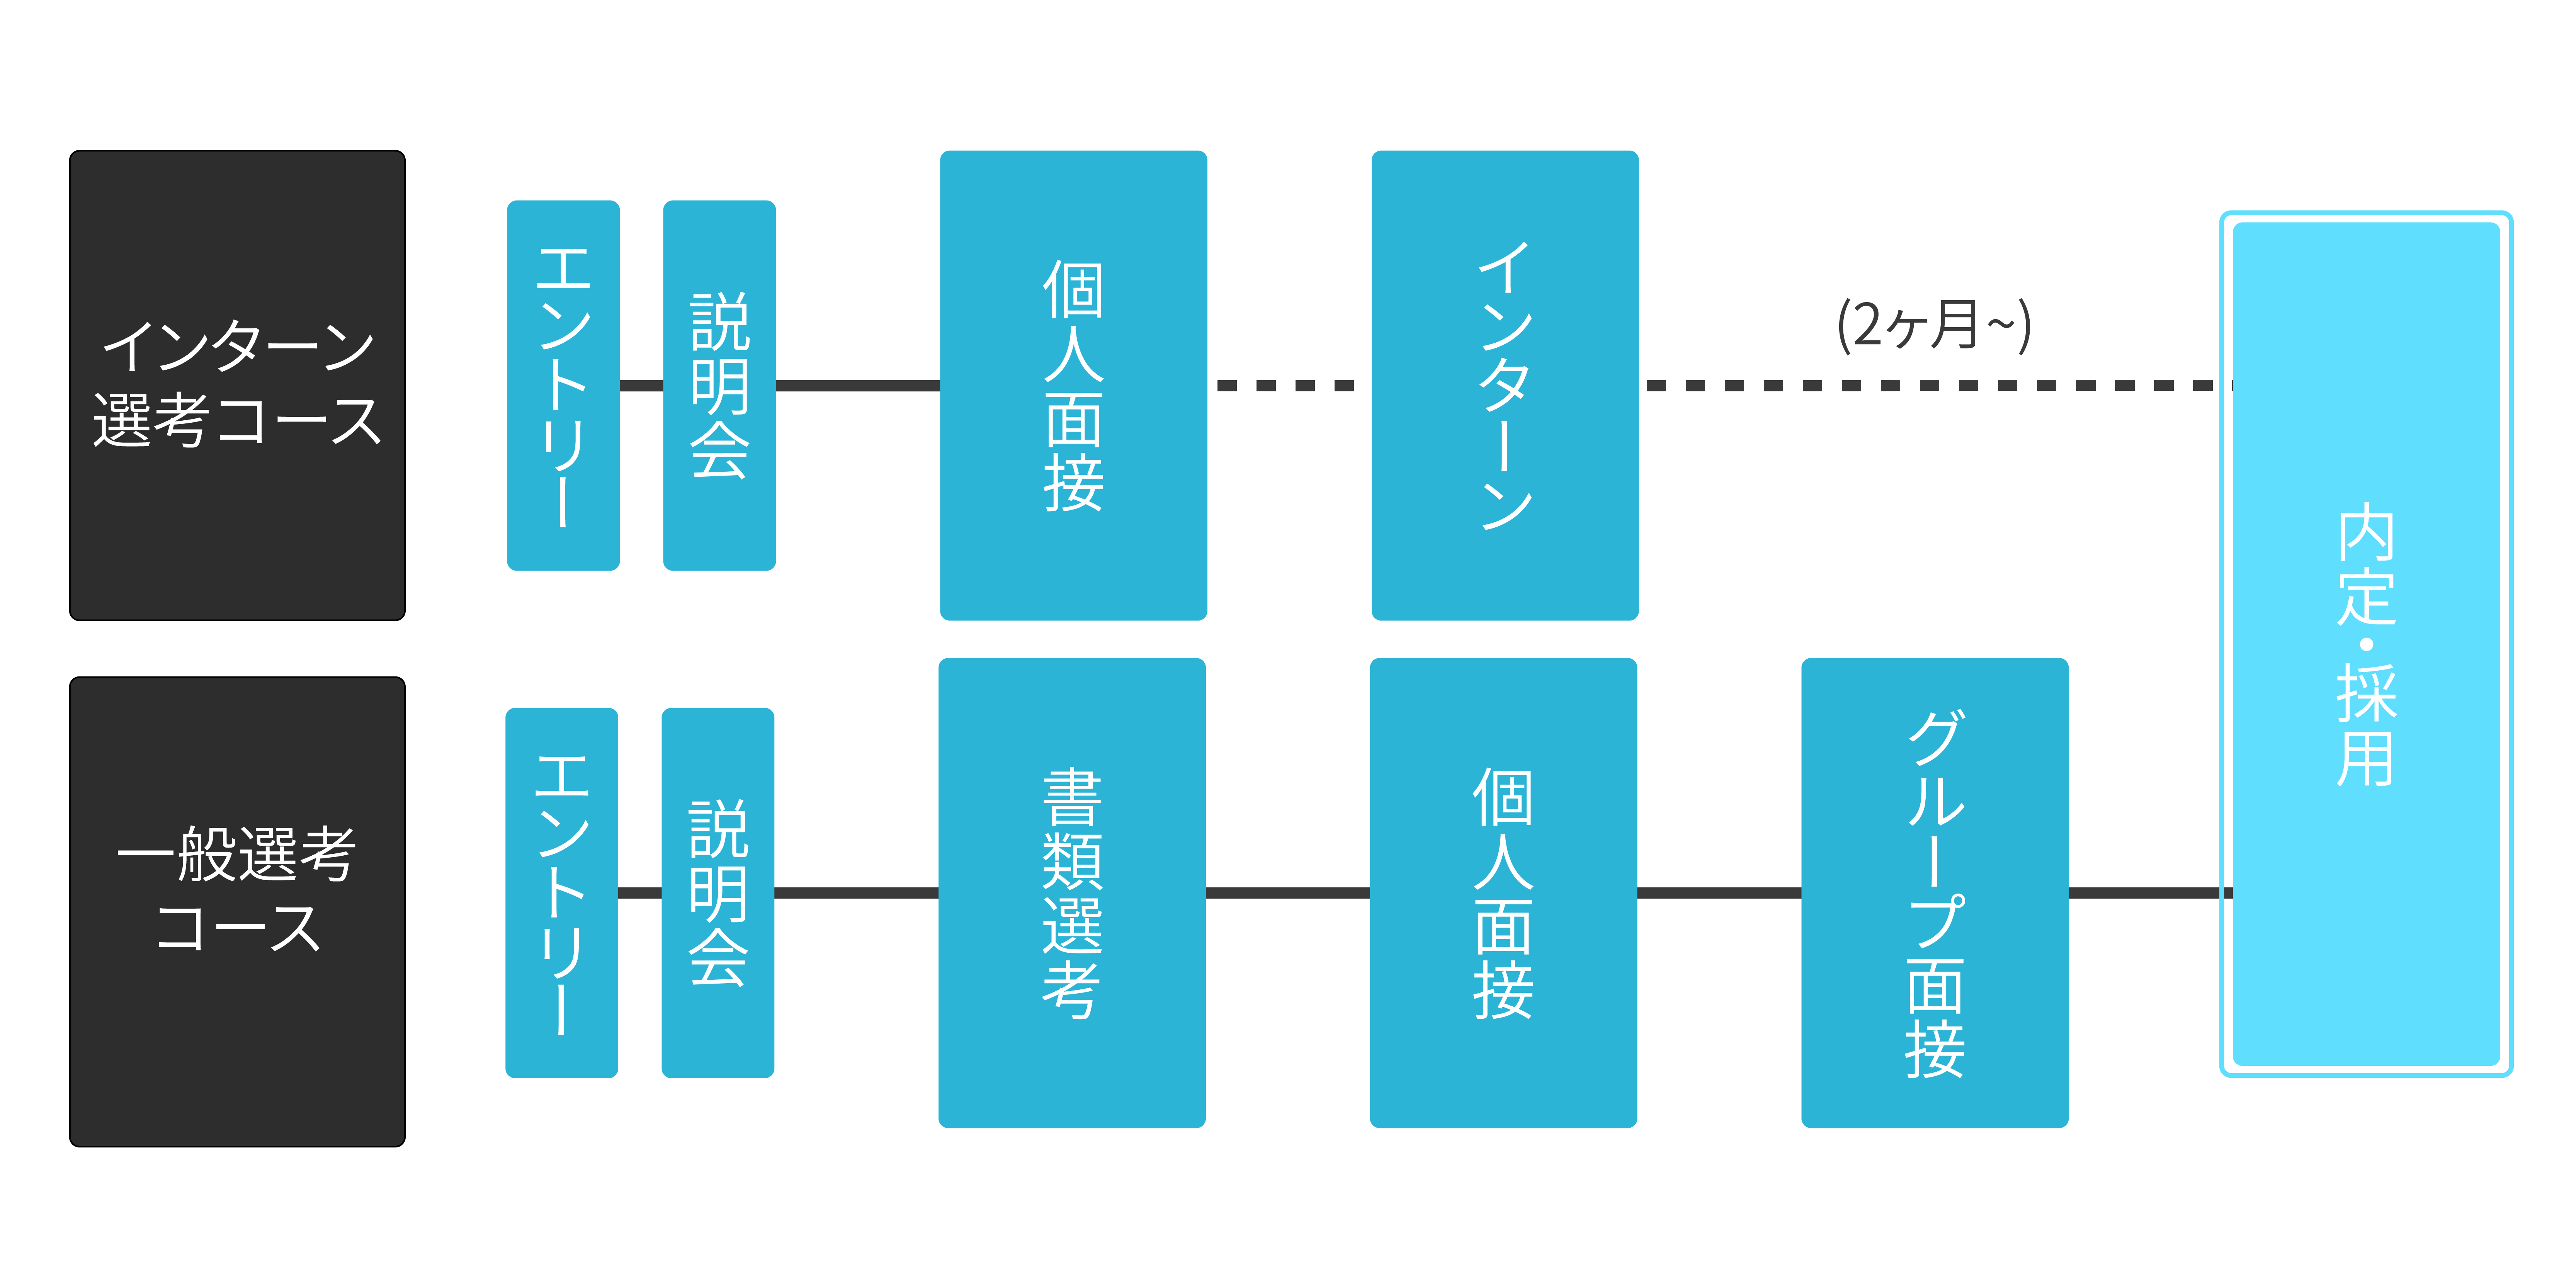 インターン
選考コース
エントリー
説明会
個人面接
インターン
(2ヶ月~)
一般選考
コース
エントリー
説明会
書類選考
個人面接
グループ面接
内定・採用